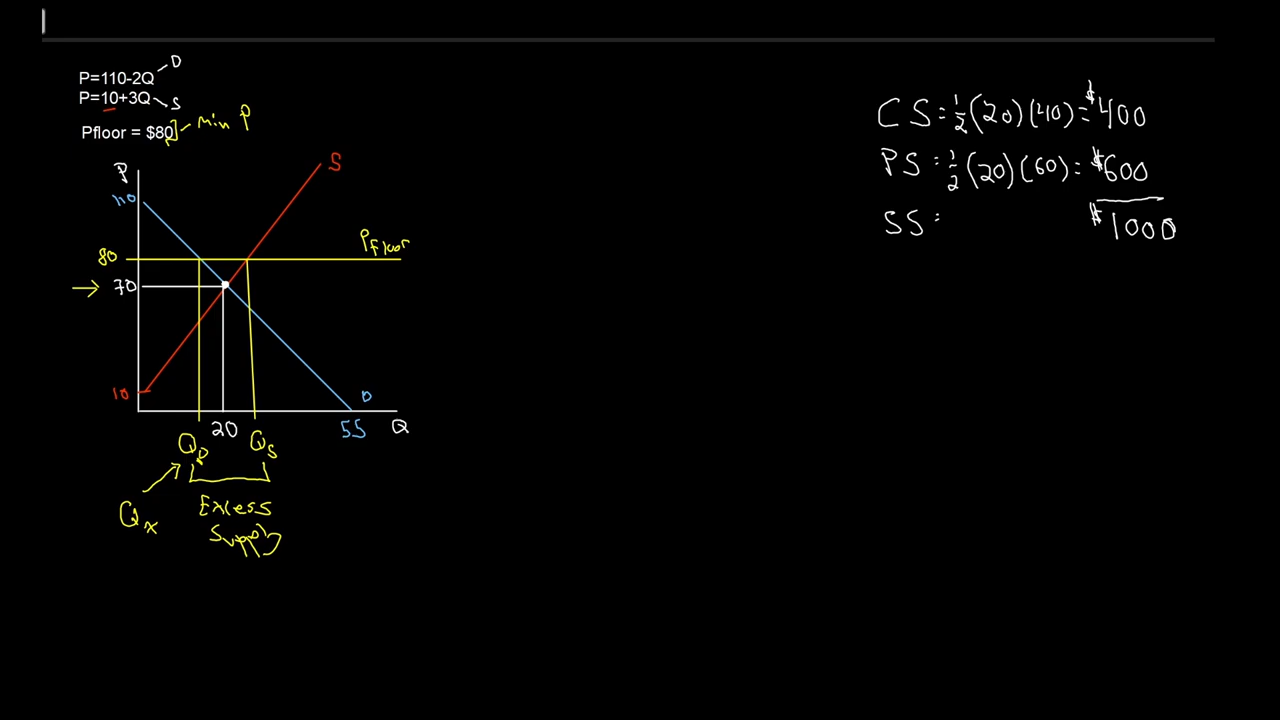 P=110-2Q D
P=10+3Q S
Pfloor = $80 min P
P
110
80
70
10
S
Pfloor
D
20
55
Q
QD
Qs
Qx
Excess
Supply
CS = 1/2 (20)(40) = $400
PS = 1/2 (20)(60) = $600
SS = $1000